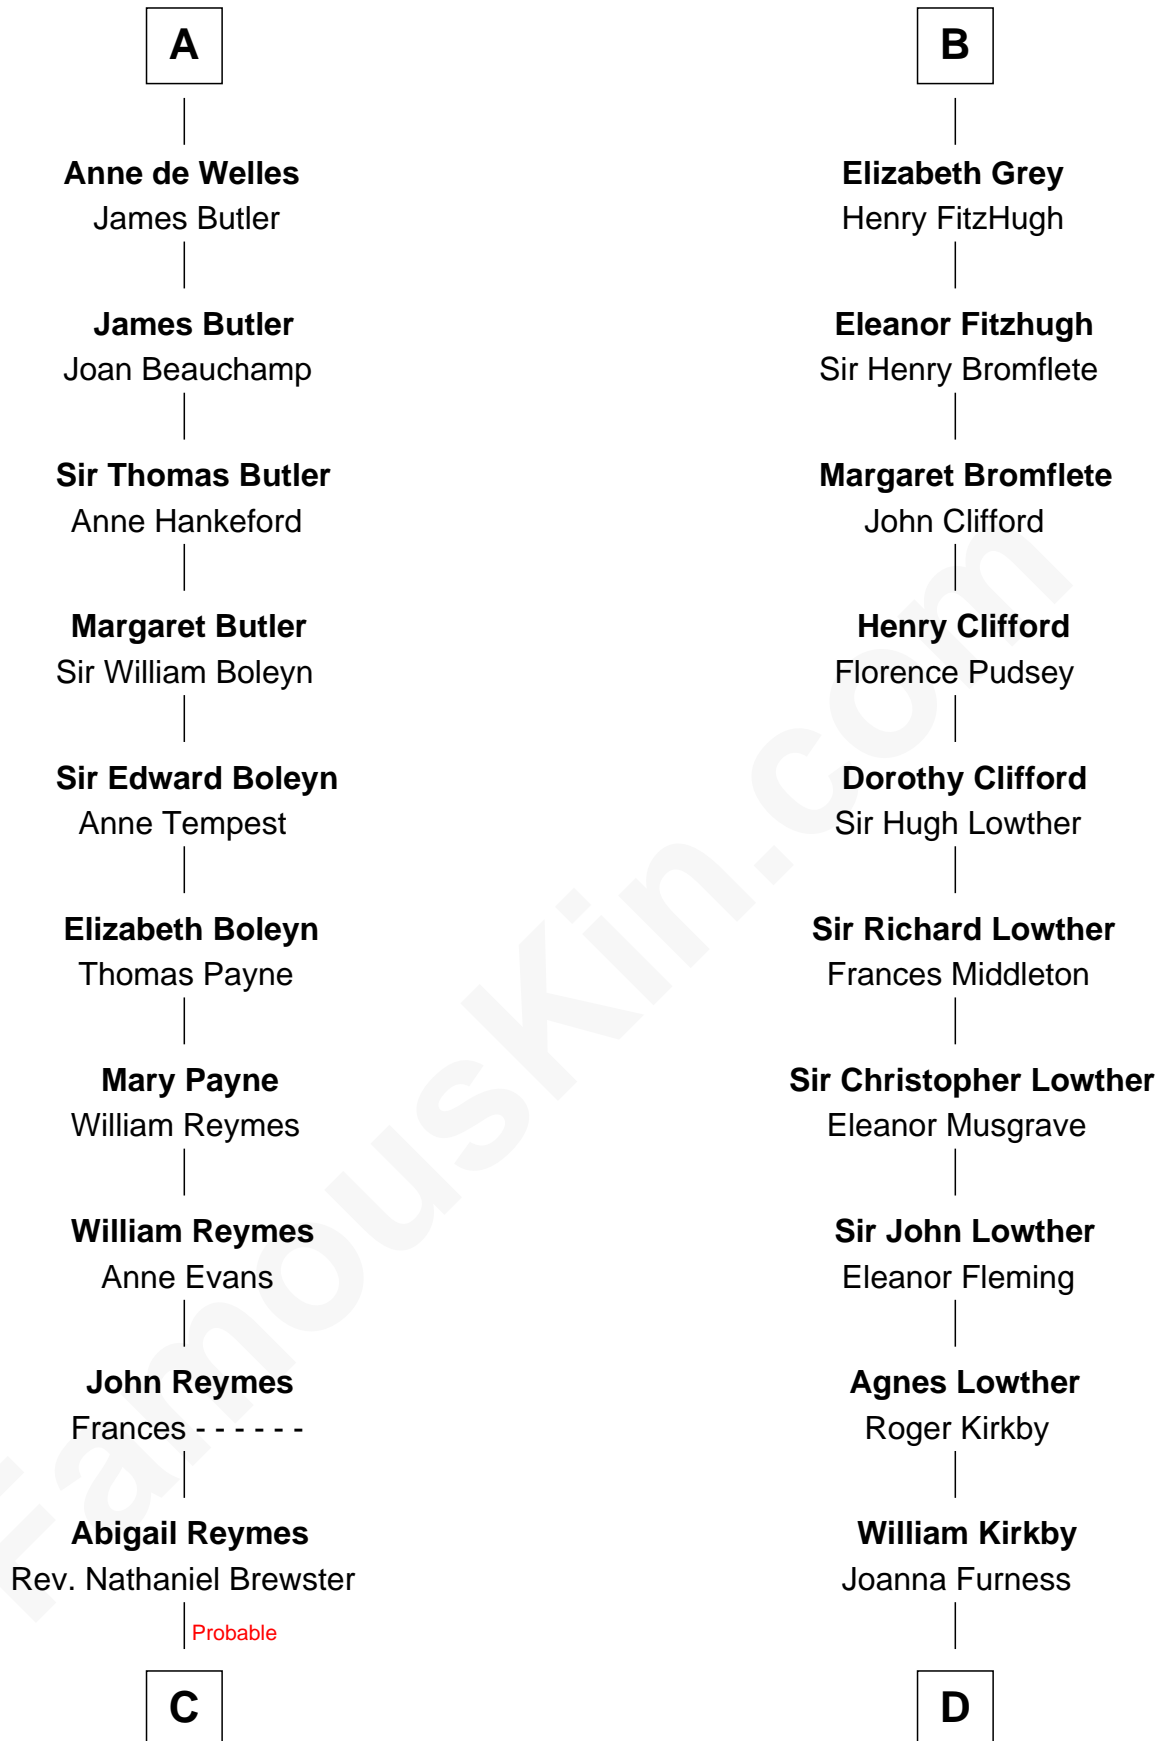 A
Anne de Welles
James Butler
James Butler
Joan Beauchamp
Sir Thomas Butler
Anne Hankeford
Margaret Butler
Sir William Boleyn
Sir Edward Boleyn
Anne Tempest
Elizabeth Boleyn
Thomas Payne
Mary Payne
William Reymes
William Reymes
Anne Evans
John Reymes
Frances - - - - - -
Abigail Reymes
Rev. Nathaniel Brewster
Probable
C
B
Elizabeth Grey
Henry FitzHugh
Eleanor Fitzhugh
Sir Henry Bromflete
Margaret Bromflete
John Clifford
Henry Clifford
Florence Pudsey
Dorothy Clifford
Sir Hugh Lowther
Sir Richard Lowther
Frances Middleton
Sir Christopher Lowther
Eleanor Musgrave
Sir John Lowther
Eleanor Fleming
Agnes Lowther
Roger Kirkby
William Kirkby
Joanna Furness
D
FamousKin.com